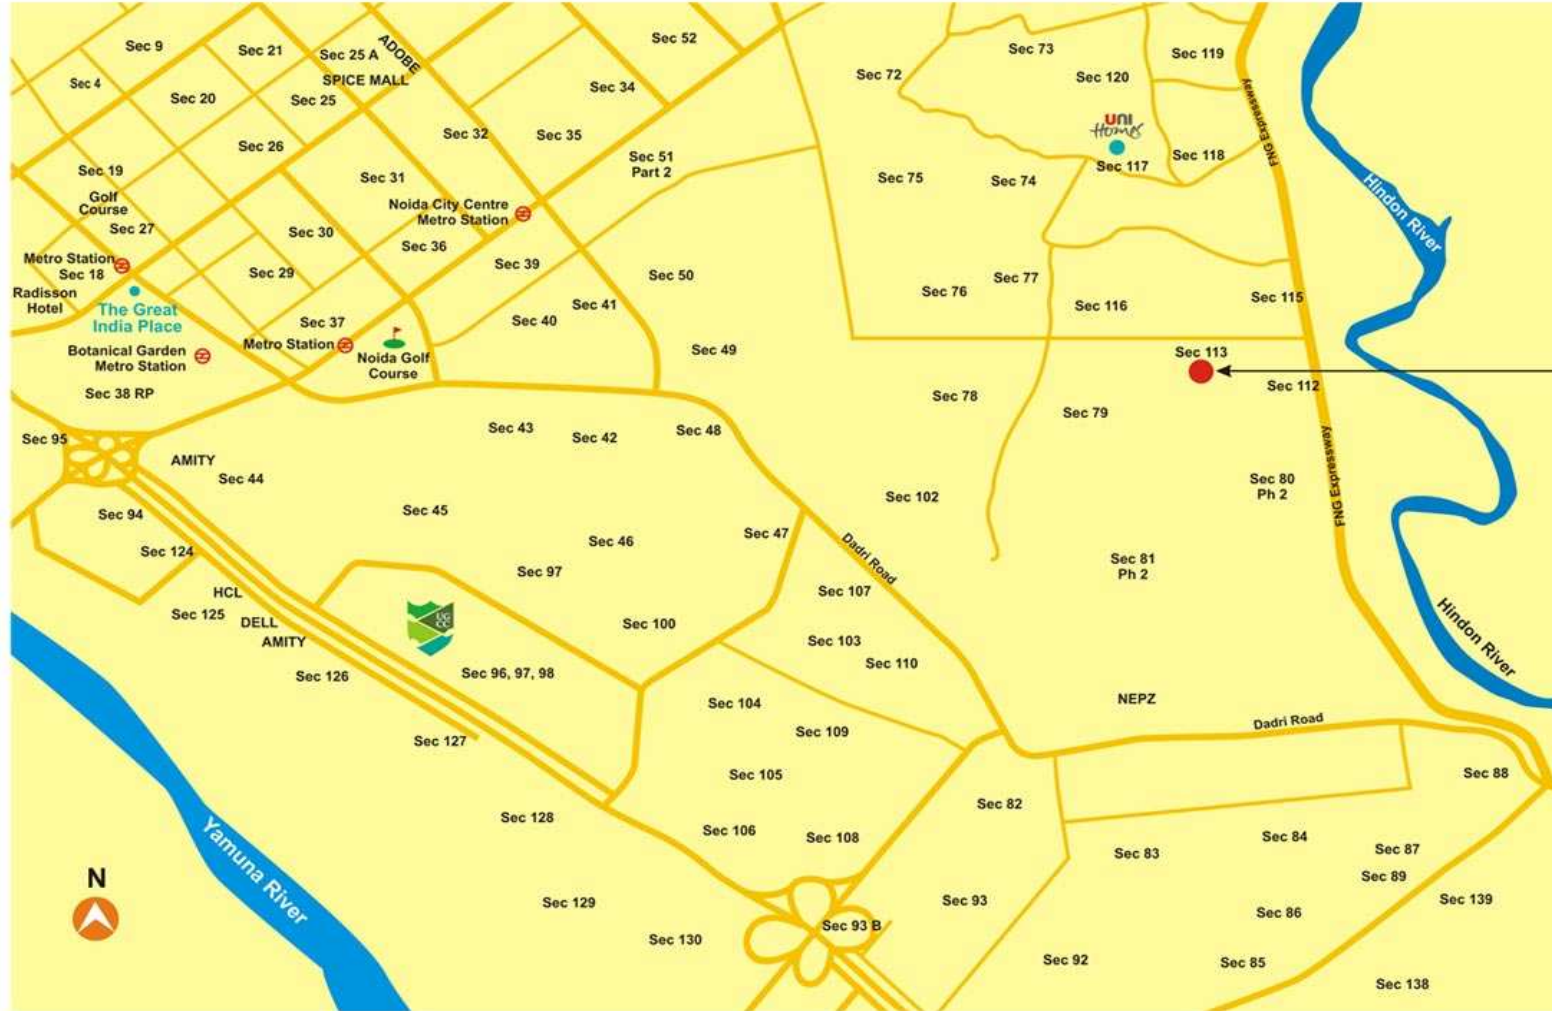 Sec 9
Sec 21
Sec 25 A
ADOBE
SPICE MALL
Sec 52
Sec 73
Sec 119
Sec 72
Sec 120
Sec 4
Sec 20
Sec 25
Sec 34
FNG Expressway
UNI
Homes
Sec 32
Sec 35
Sec 26
Sec 51
Part 2
Sec 118
Sec 117
Sec 19
Sec 31
Sec 75
Sec 74
Golf
Course
Noida City Centre
Metro Station
Hindon River
Sec 27
Sec 30
Sec 36
Metro Station
Sec 18
Sec 29
Sec 39
Sec 50
Sec 77
Sec 76
Radisson
Hotel
The Great
India Place
Sec 41
Sec 116
Sec 115
Sec 37
Sec 40
Metro Station
Botanical Garden
Metro Station
Noida Golf
Course
Sec 49
Sec 113
Sec 38 RP
Sec 78
Sec 112
Sec 79
Sec 95
Sec 43
Sec 42
Sec 48
AMITY
Sec 44
FNG Expressway
Sec 80
Ph 2
Sec 102
Sec 94
Sec 45
Sec 47
Sec 124
Sec 46
Dadri Road
Sec 81
Ph 2
Sec 97
HCL
Sec 107
Sec 125
DELL
AMITY
UG
CC
Sec 100
Hindon River
Sec 103
Sec 110
Sec 126
Sec 96, 97, 98
Sec 104
NEPZ
Dadri Road
Sec 127
Sec 109
Sec 105
Sec 88
Sec 128
Sec 82
Sec 106
Sec 108
Sec 84
Sec 83
Sec 87
Yamuna River
N
Sec 89
Sec 129
Sec 93
Sec 139
Sec 86
Sec 93 B
Sec 130
Sec 92
Sec 85
Sec 138